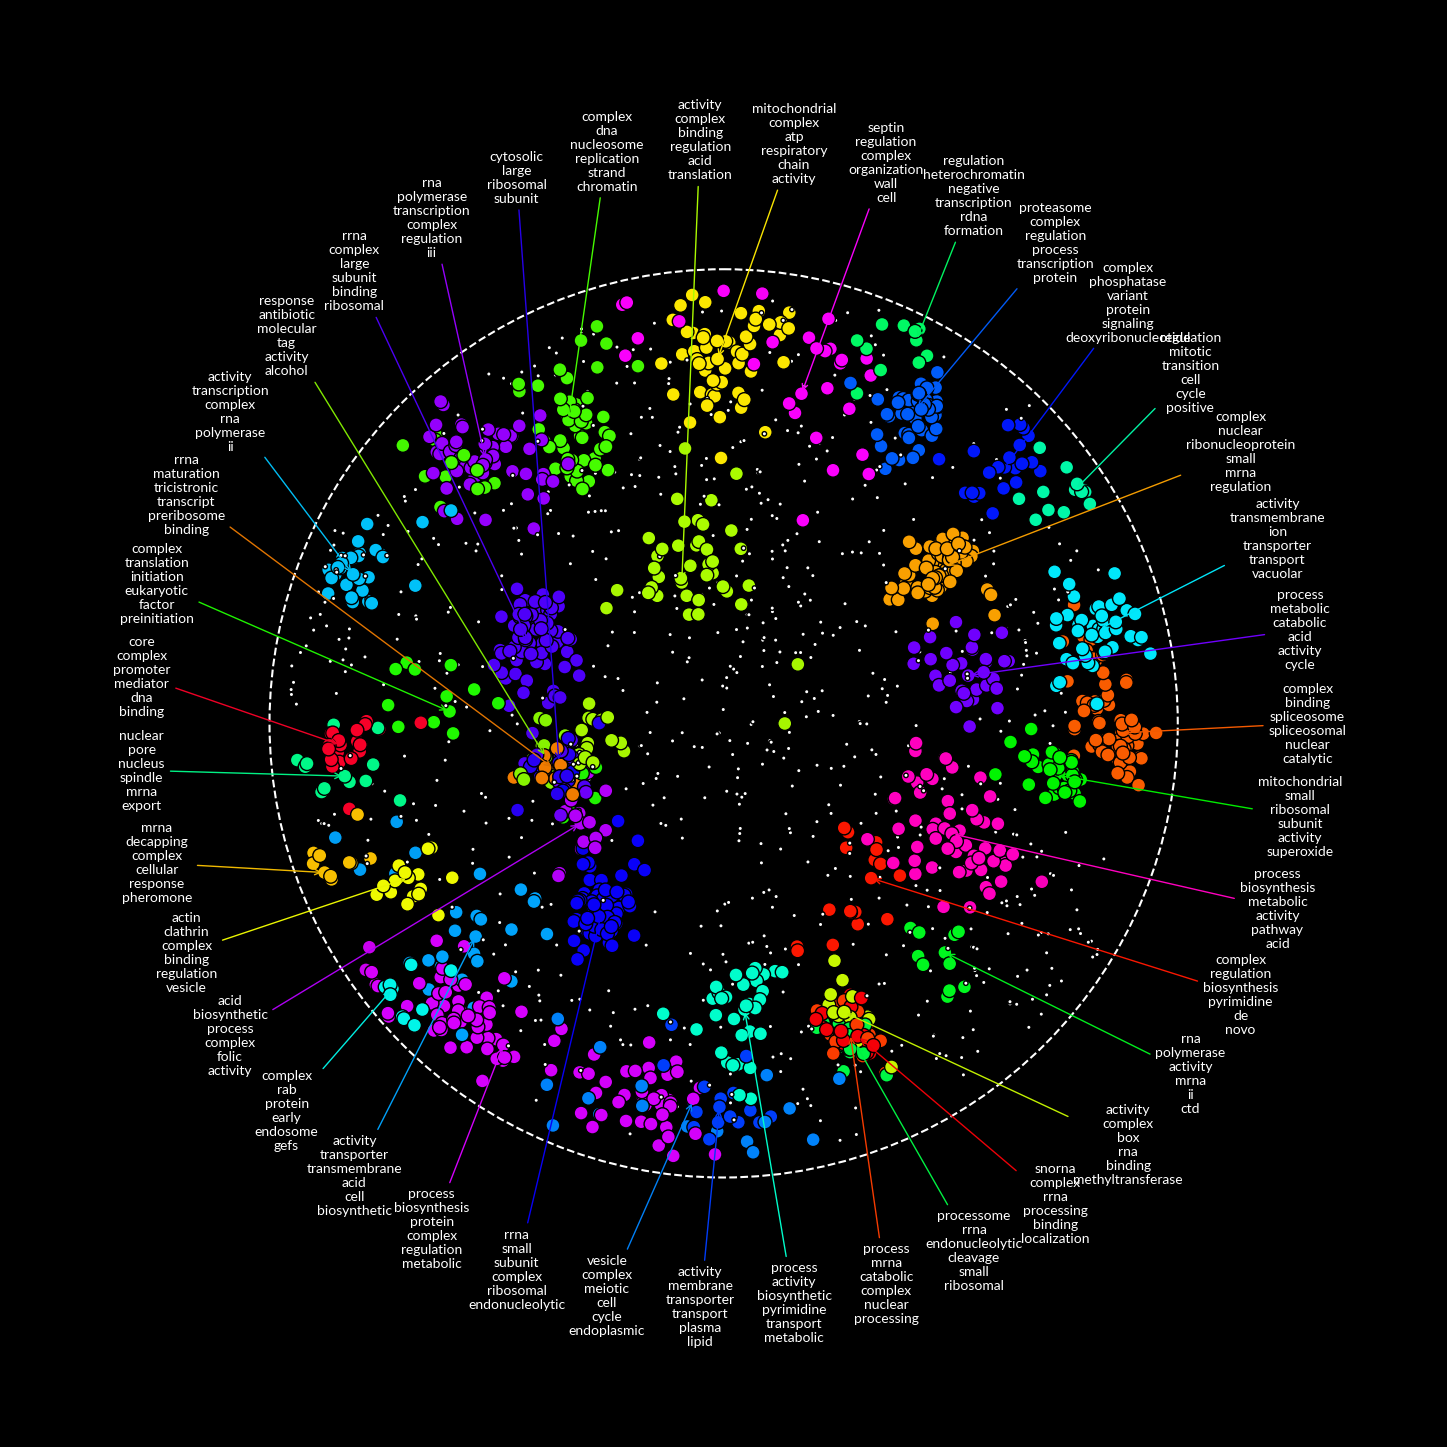 activity
complex
binding
regulation
acid
translation
mitochondrial
complex
atp
respiratory
chain
activity
septin
regulation
complex
organization
wall
cell
regulation
heterochromatin
negative
transcription
rdna
formation
proteasome
complex
regulation
process
transcription
protein
complex
phosphatase
variant
protein
signaling
deoxyribonucleotide
regulation
mitotic
transition
cell
cycle
positive
complex
nuclear
ribonucleoprotein
small
mrna
regulation
activity
transmembrane
ion
transporter
transport
vacuolar
process
metabolic
catabolic
acid
activity
cycle
complex
binding
spliceosome
spliceosomal
nuclear
catalytic
mitochondrial
small
ribosomal
subunit
activity
superoxide
process
biosynthesis
metabolic
activity
pathway
acid
complex
regulation
biosynthesis
pyrimidine
de
novo
rna
polymerase
activity
mrna
ii
ctd
activity
complex
box
rna
binding
methyltransferase
snorna
complex
rrna
processing
binding
localization
processome
rrna
endonucleolytic
cleavage
small
ribosomal
process
mrna
catabolic
complex
nuclear
processing
process
activity
biosynthetic
pyrimidine
transport
metabolic
activity
membrane
transporter
transport
plasma
lipid
vesicle
complex
meiotic
cell
cycle
endoplasmic
rrna
small
subunit
complex
ribosomal
endonucleolytic
process
biosynthesis
protein
complex
regulation
metabolic
activity
transporter
transmembrane
acid
cell
biosynthetic
complex
rab
protein
early
endosome
gefs
acid
biosynthetic
process
complex
folic
activity
actin
clathrin
complex
binding
regulation
vesicle
mrna
decapping
complex
cellular
response
pheromone
nuclear
pore
nucleus
spindle
mrna
export
core
complex
promoter
mediator
dna
binding
complex
translation
initiation
eukaryotic
factor
preinitiation
rrna
maturation
tricistronic
transcript
preribosome
binding
activity
transcription
complex
rna
polymerase
ii
response
antibiotic
molecular
tag
activity
alcohol
rrna
complex
large
subunit
binding
ribosomal
rna
polymerase
transcription
complex
regulation
iii
cytosolic
large
ribosomal
subunit
complex
dna
nucleosome
replication
strand
chromatin